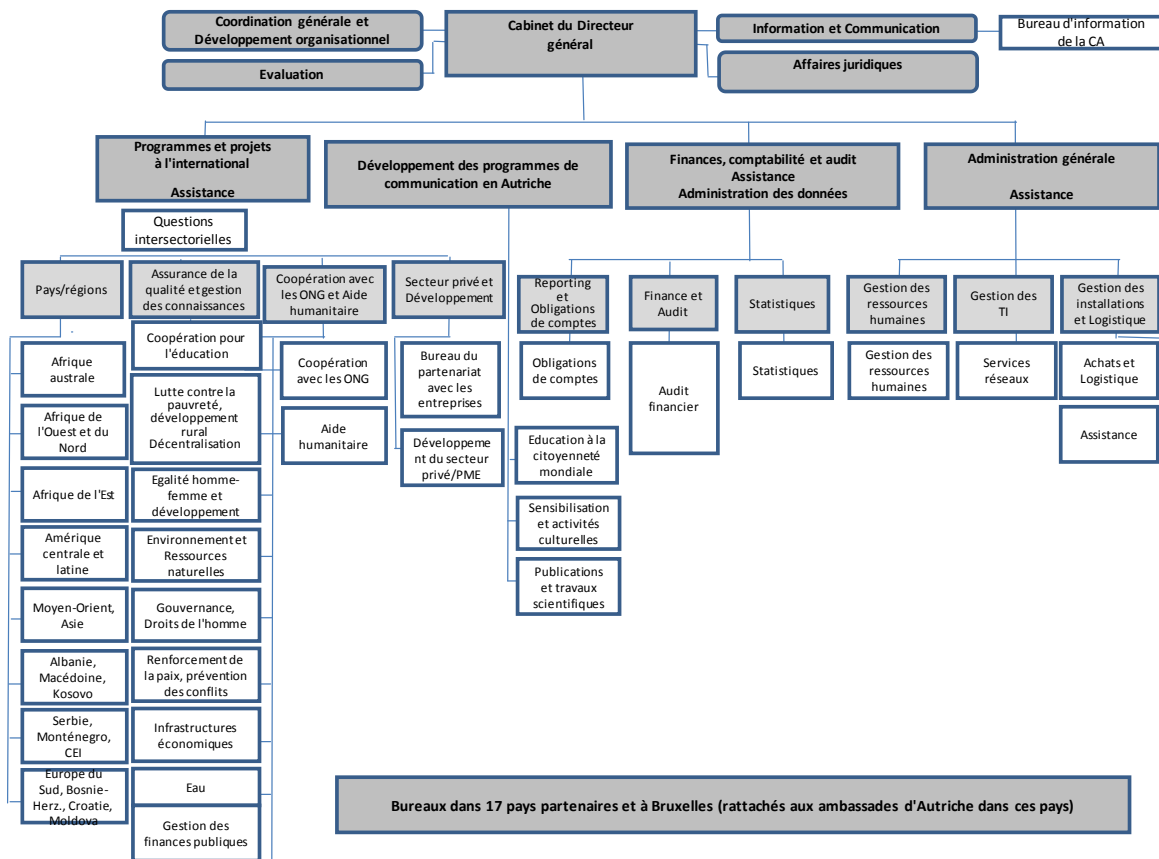 Coordination générale et
Développement organisationnel
Cabinet du Directeur
général
Information et Communication
Bureau d'information
de la CA
Evaluation
Affaires juridiques
Programmes et projets
à l'international
Assistance
Développement des programmes de
communication en Autriche
Finances, comptabilité et audit
Assistance
Administration des données
Administration générale
Assistance
Questions
intersectorielles
Pays/régions
Assurance de la
qualité et gestion
des connaissances
Coopération avec
les ONG et Aide
humanitaire
Secteur privé et
Développement
Reporting
et
Obligations
de comptes
Finance et
Audit
Statistiques
Gestion des
ressources
humaines
Gestion des
TI
Gestion des
installations
et Logistique
Afrique
australe
Afrique de
l'Ouest et du
Nord
Afrique de l'Est
Amérique
centrale et
latine
Moyen-Orient,
Asie
Albanie,
Macédoine,
Kosovo
Serbie,
Monténegro,
CEI
Europe du
Sud, Bosnie-
Herz., Croatie,
Moldova
Coopération pour
l'éducation
Lutte contre la
pauvreté,
développement
rural
Décentralisation
Egalité homme-
femme et
développement
Environnement et
Ressources
naturelles
Gouvernance,
Droits de l'homme
Renforcement de
la paix, prévention
des conflits
Infrastructures
économiques
Eau
Gestion des
finances publiques
Coopération
avec les ONG
Aide
humanitaire
Bureau du
partenariat
avec les
entreprises
Développeme
nt du secteur
privé/PME
Obligations
de comptes
Audit
financier
Statistiques
Gestion des
ressources
humaines
Services
réseaux
Achats et
Logistique
Assistance
Education à la
citoyenneté
mondiale
Sensibilisation
et activités
culturelles
Publications
et travaux
scientifiques
Bureaux dans 17 pays partenaires et à Bruxelles (rattachés aux ambassades d'Autriche dans ces pays)